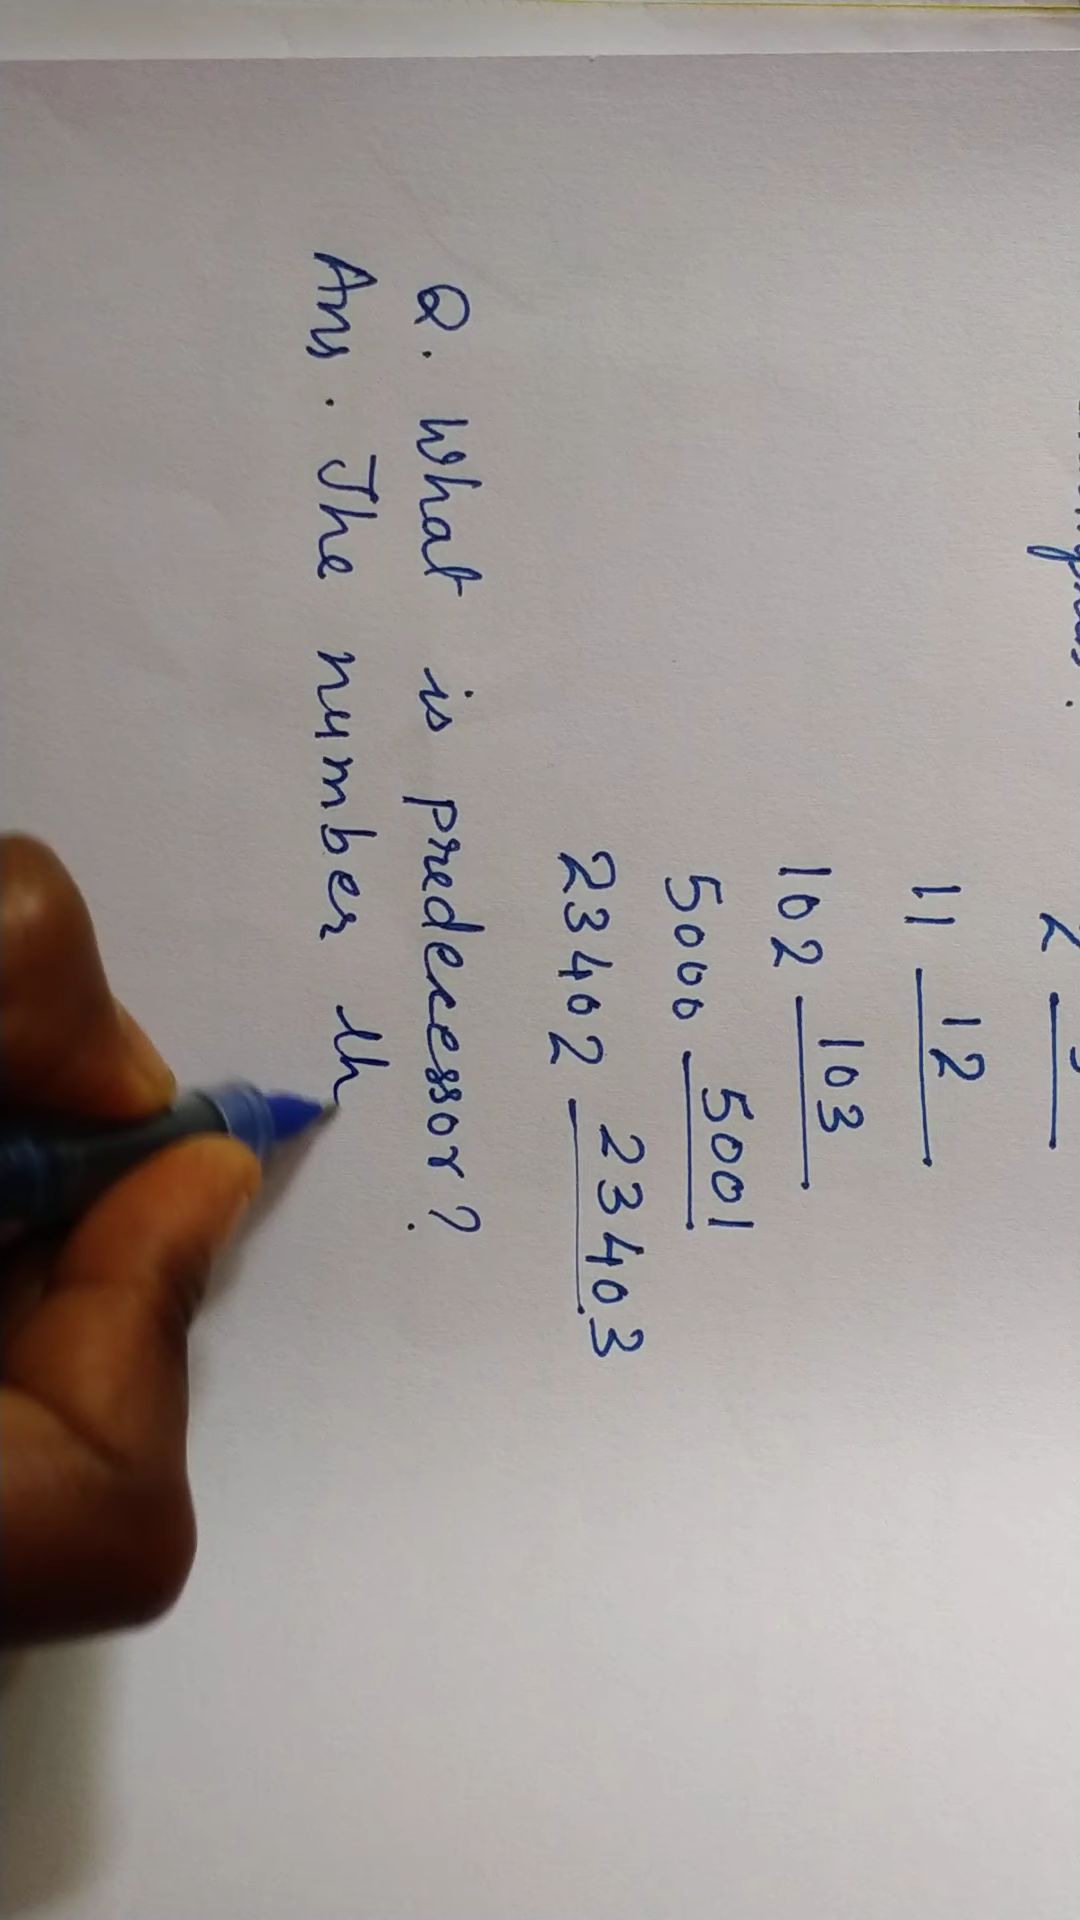 11 12
102 103
5000 5001
23402 23403
Q. What is predecessor?
Ans. The number th